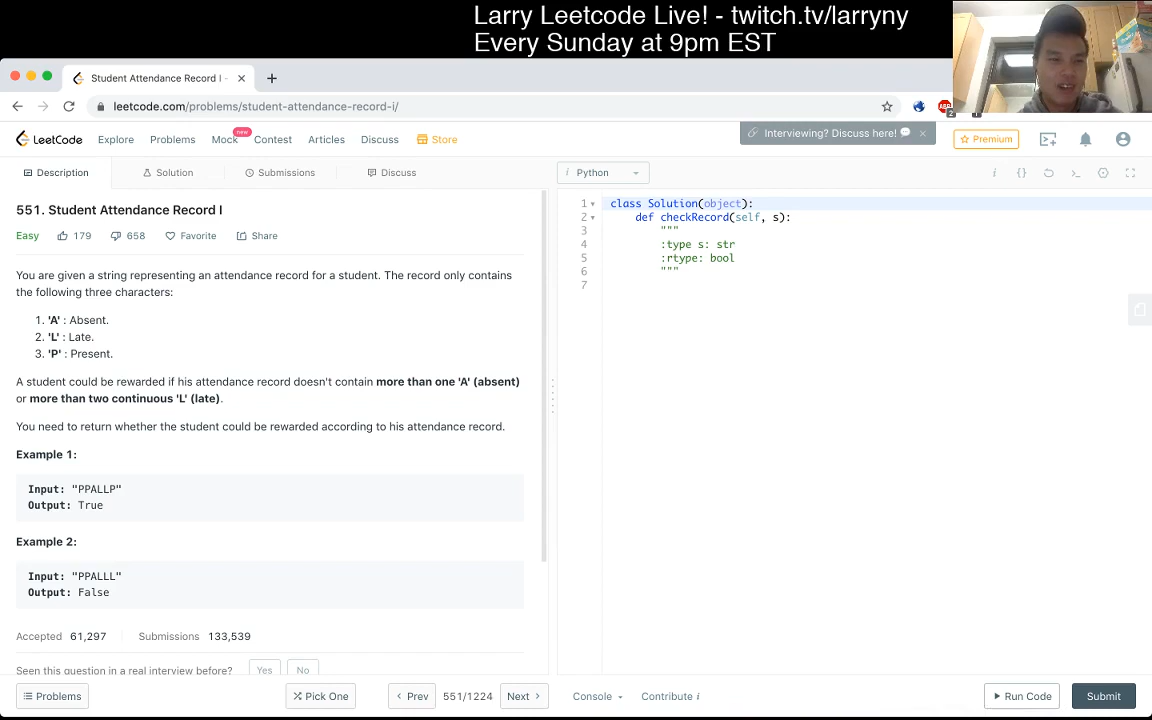 Larry Leetcode Live! - twitch.tv/larryny
Every Sunday at 9pm EST
Student Attendance Record I -
leetcode.com/problems/student-attendance-record-i/
2
LeetCode
Explore
Problems
Mock
new
Contest
Articles
Discuss
Store
Interviewing? Discuss here!
Premium
Description
Solution
Submissions
Discuss
i Python
551. Student Attendance Record I
Easy
179
658
Favorite
Share
You are given a string representing an attendance record for a student. The record only contains
the following three characters:
1. 'A' : Absent.
2. 'L' : Late.
3. 'P' : Present.
A student could be rewarded if his attendance record doesn't contain more than one 'A' (absent)
or more than two continuous 'L' (late).
You need to return whether the student could be rewarded according to his attendance record.
Example 1:
Input: "PPALLP"
Output: True
Example 2:
Input: "PPALLL"
Output: False
Accepted 61,297
Submissions 133,539
Seen this question in a real interview before?
Yes
No
1 class Solution(object):
2 def checkRecord(self, s):
3 """
4 :type s: str
5 :rtype: bool
6 """
7
Problems
Pick One
Prev
551/1224
Next
Console
Contribute i
Run Code
Submit